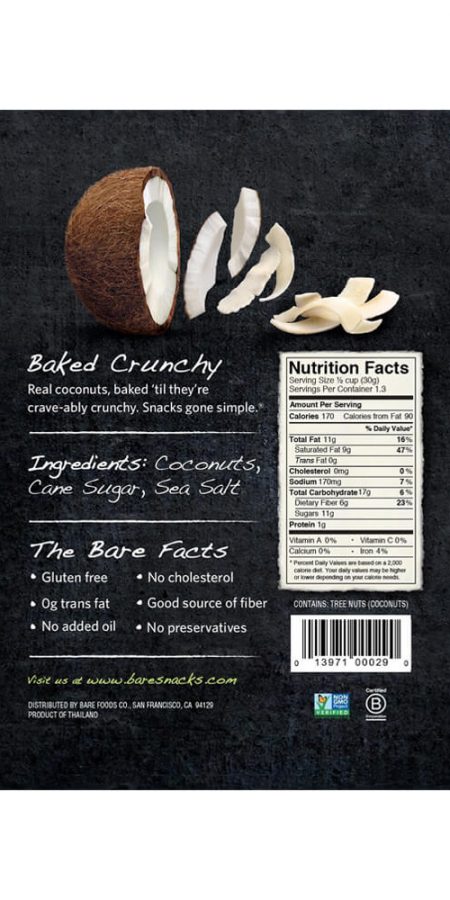 Baked Crunchy
Real coconuts, baked 'til they're
crave-ably crunchy. Snacks gone simple.®
Ingredients: Coconuts,
Cane Sugar, Sea Salt
The Bare Facts
• Gluten free
• No cholesterol
• 0g trans fat
• Good source of fiber
• No added oil
• No preservatives
Visit us at www.baresnacks.com
DISTRIBUTED BY BARE FOODS CO., SAN FRANCISCO, CA 94129
PRODUCT OF THAILAND
Nutrition Facts
Serving Size cup (30g)
Servings Per Container 1.3
Amount Per Serving
Calories 170 Calories from Fat 90
% Daily Value*
Total Fat 11g 16%
Saturated Fat 9g 47%
Trans Fat 0g
Cholesterol 0mg 0%
Sodium 170mg 7%
Total Carbohydrate 17g 6%
Dietary Fiber 6g 23%
Sugars 11g
Protein 1g
Vitamin A 0% • Vitamin C 0%
Calcium 0% • Iron 4%
* Percent Daily Values are based on a 2,000
calorie diet. Your daily values may be higher
or lower depending on your calorie needs.
CONTAINS: TREE NUTS (COCONUTS)
0 13971 00029 0
NON
GMO
Project
VERIFIED
Certified
B
Corporation